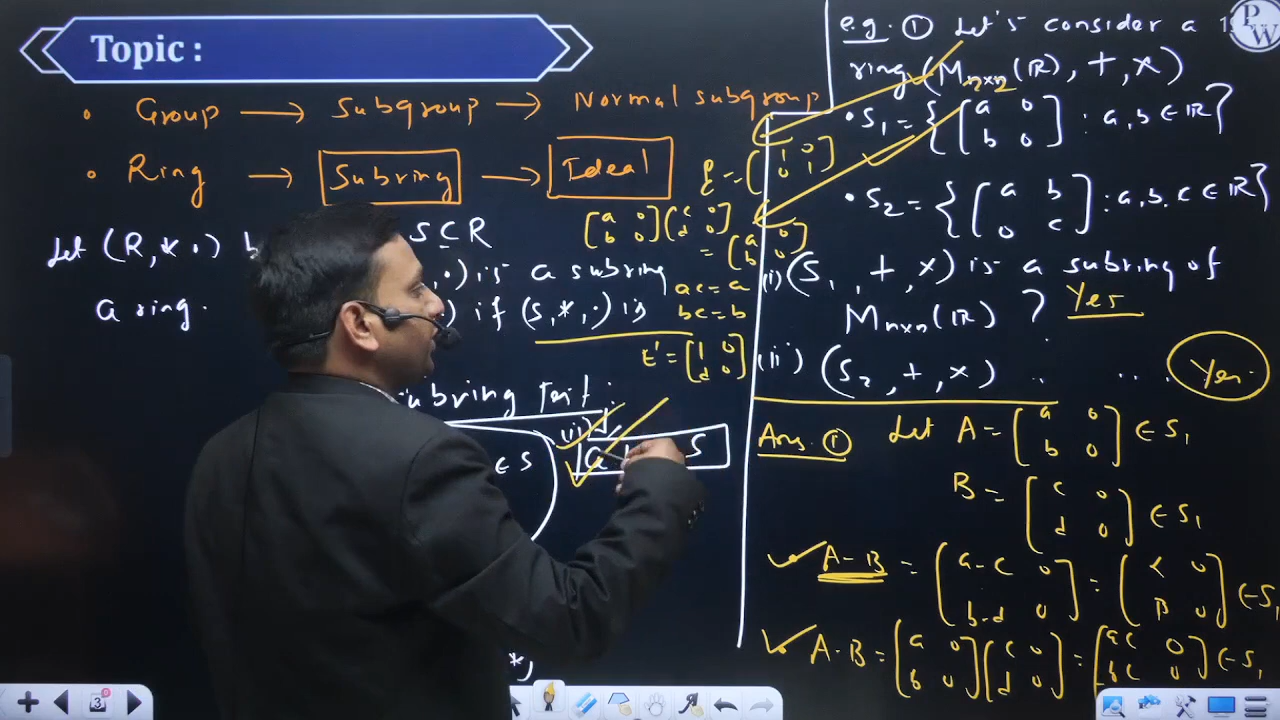 Topic :
• Group → Subgroup → Normal subgroup
• Ring → Subring → Ideal
Let (R, *, ·) b S ⊆ R
a ring. , ·) is a subring
) if (S, *, ·) is
ubring Test :
∈ S (ii) a S
*,
E = [1 0
0 1]
[a 0
b 0] [c 0
d 0]
= [a 0
b 0]
ac = a
bc = b
E' = [1 0
d 0]
e.g. ① Let's consider a
ring (M n×n (R), +, ×)
• S1 = { [a 0
b 0] : a, b ∈ R }
• S2 = { [a b
0 c] : a, b, c ∈ R }
(i) (S1, +, ×) is a subring of
M n×n (R) ? Yes
(ii) (S2, +, ×) .. ... Yes.
Ans. ① Let A = [a 0
b 0] ∈ S1
B = [c 0
d 0] ∈ S1
A-B = [a-c 0
b-d 0] = [α 0
β 0] ∈ S1
A·B = [a 0
b 0] [c 0
d 0] = [ac 0
bc 0] ∈ S1
PW